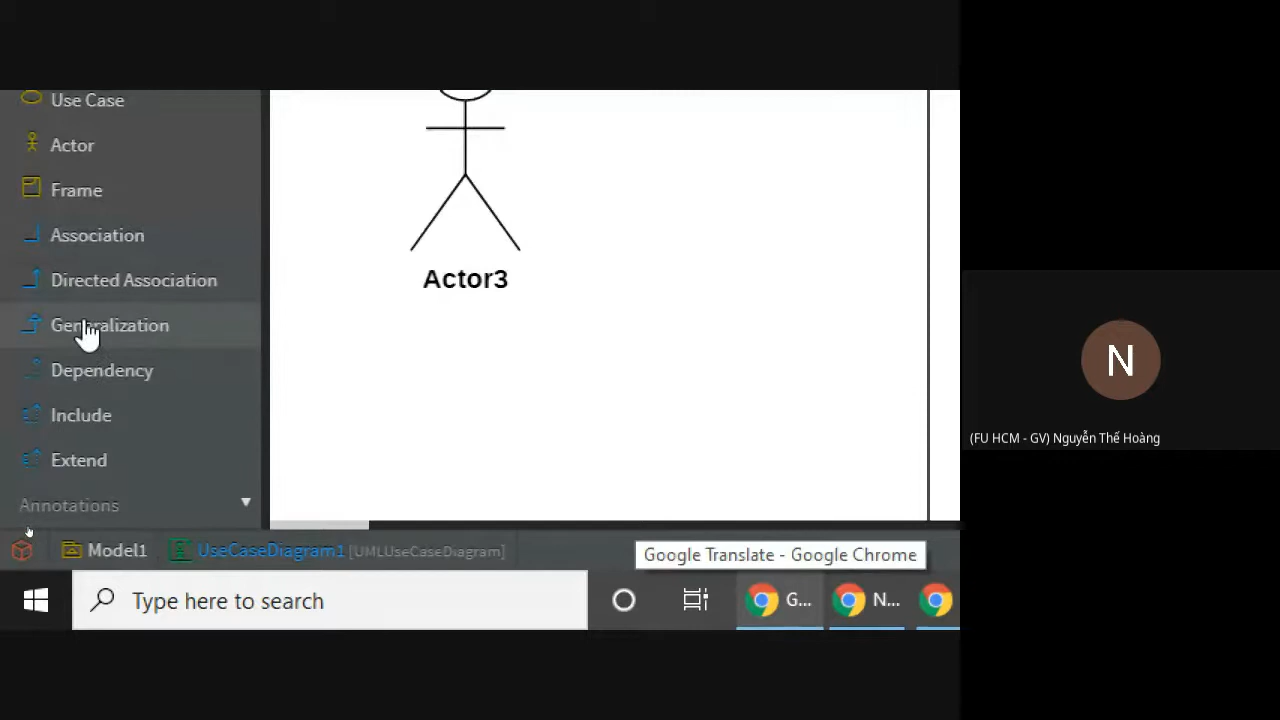 Use Case
Actor
Frame
Association
Directed Association
Generalization
Dependency
Include
Extend
Annotations
Actor3
Model1
UseCaseDiagram1 [UMLUseCaseDiagram]
Google Translate - Google Chrome
Type here to search
G...
N...
N
(FU HCM - GV) Nguyễn Thế Hoàng